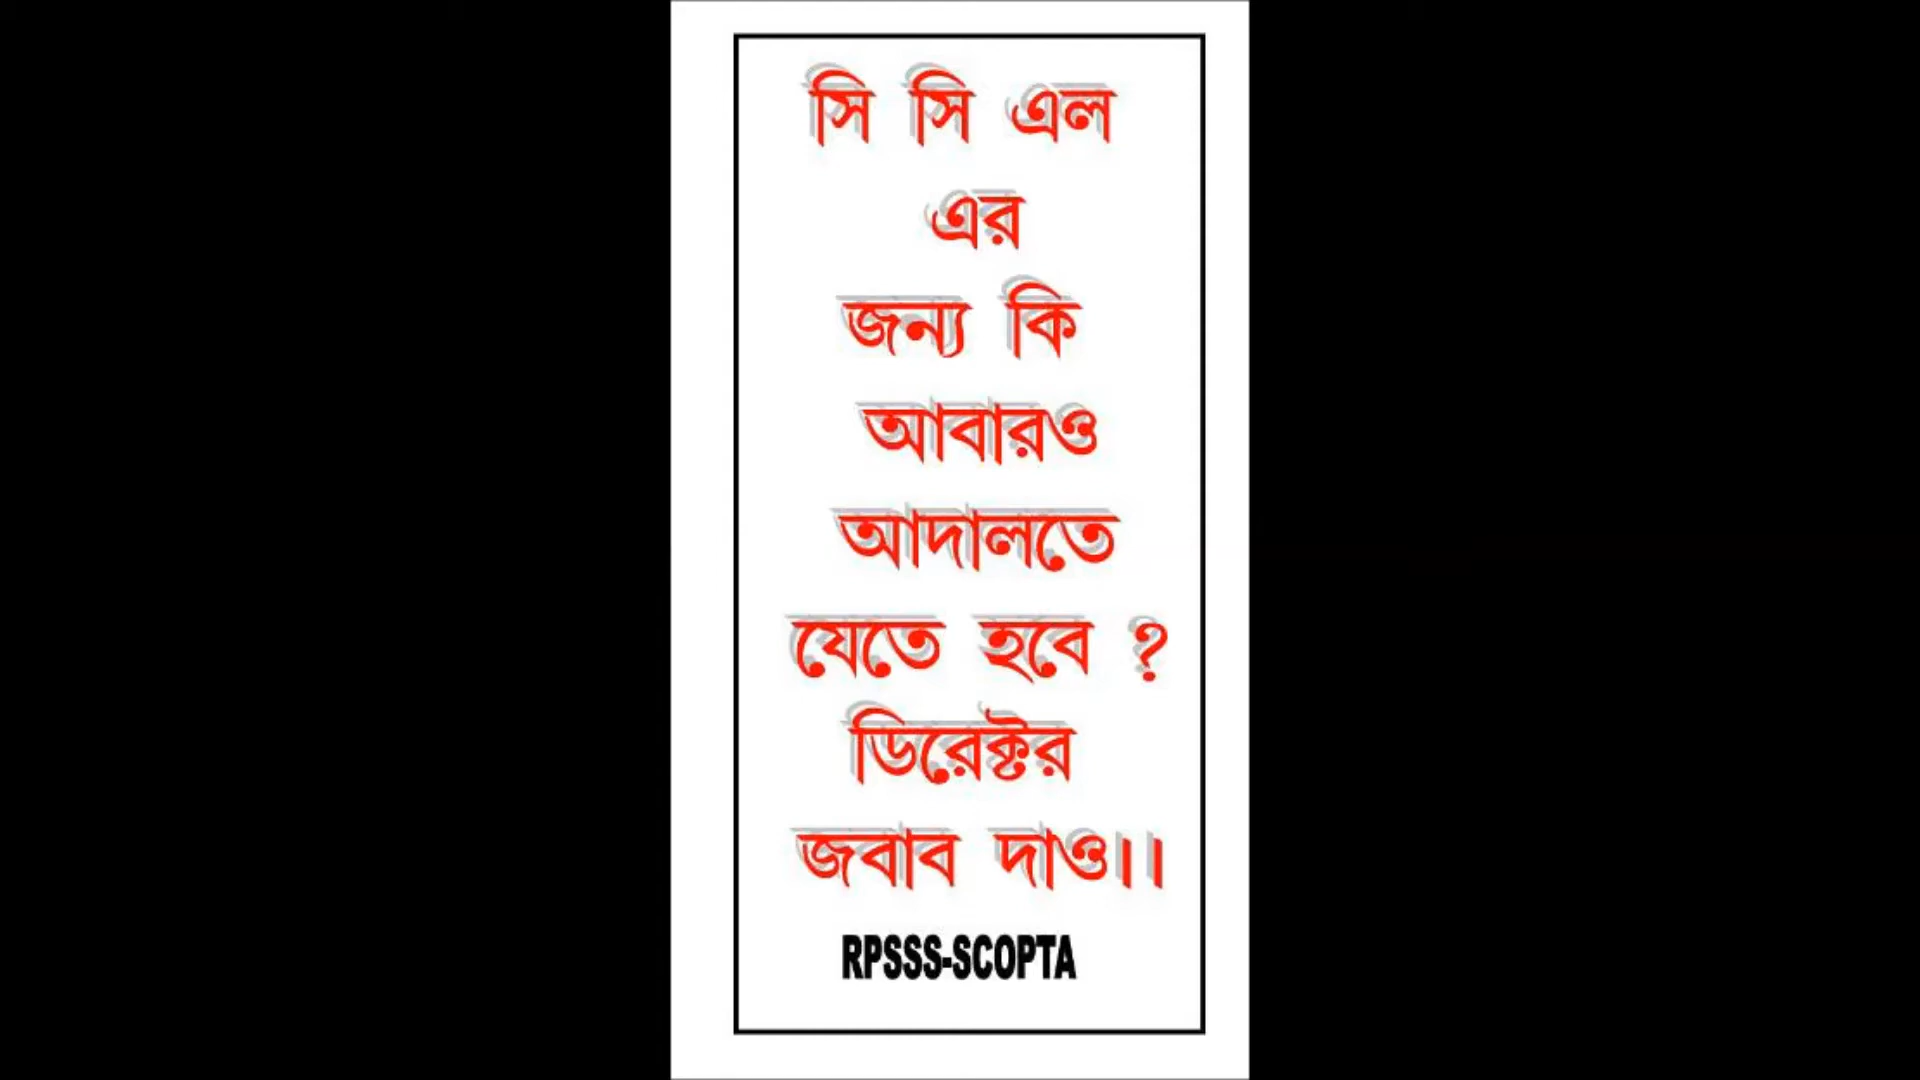 সি সি এল
এর
জন্য কি
আবারও
আদালতে
যেতে হবে ?
ডিরেক্টর
জবাব দাও।।
RPSSS-SCOPTA